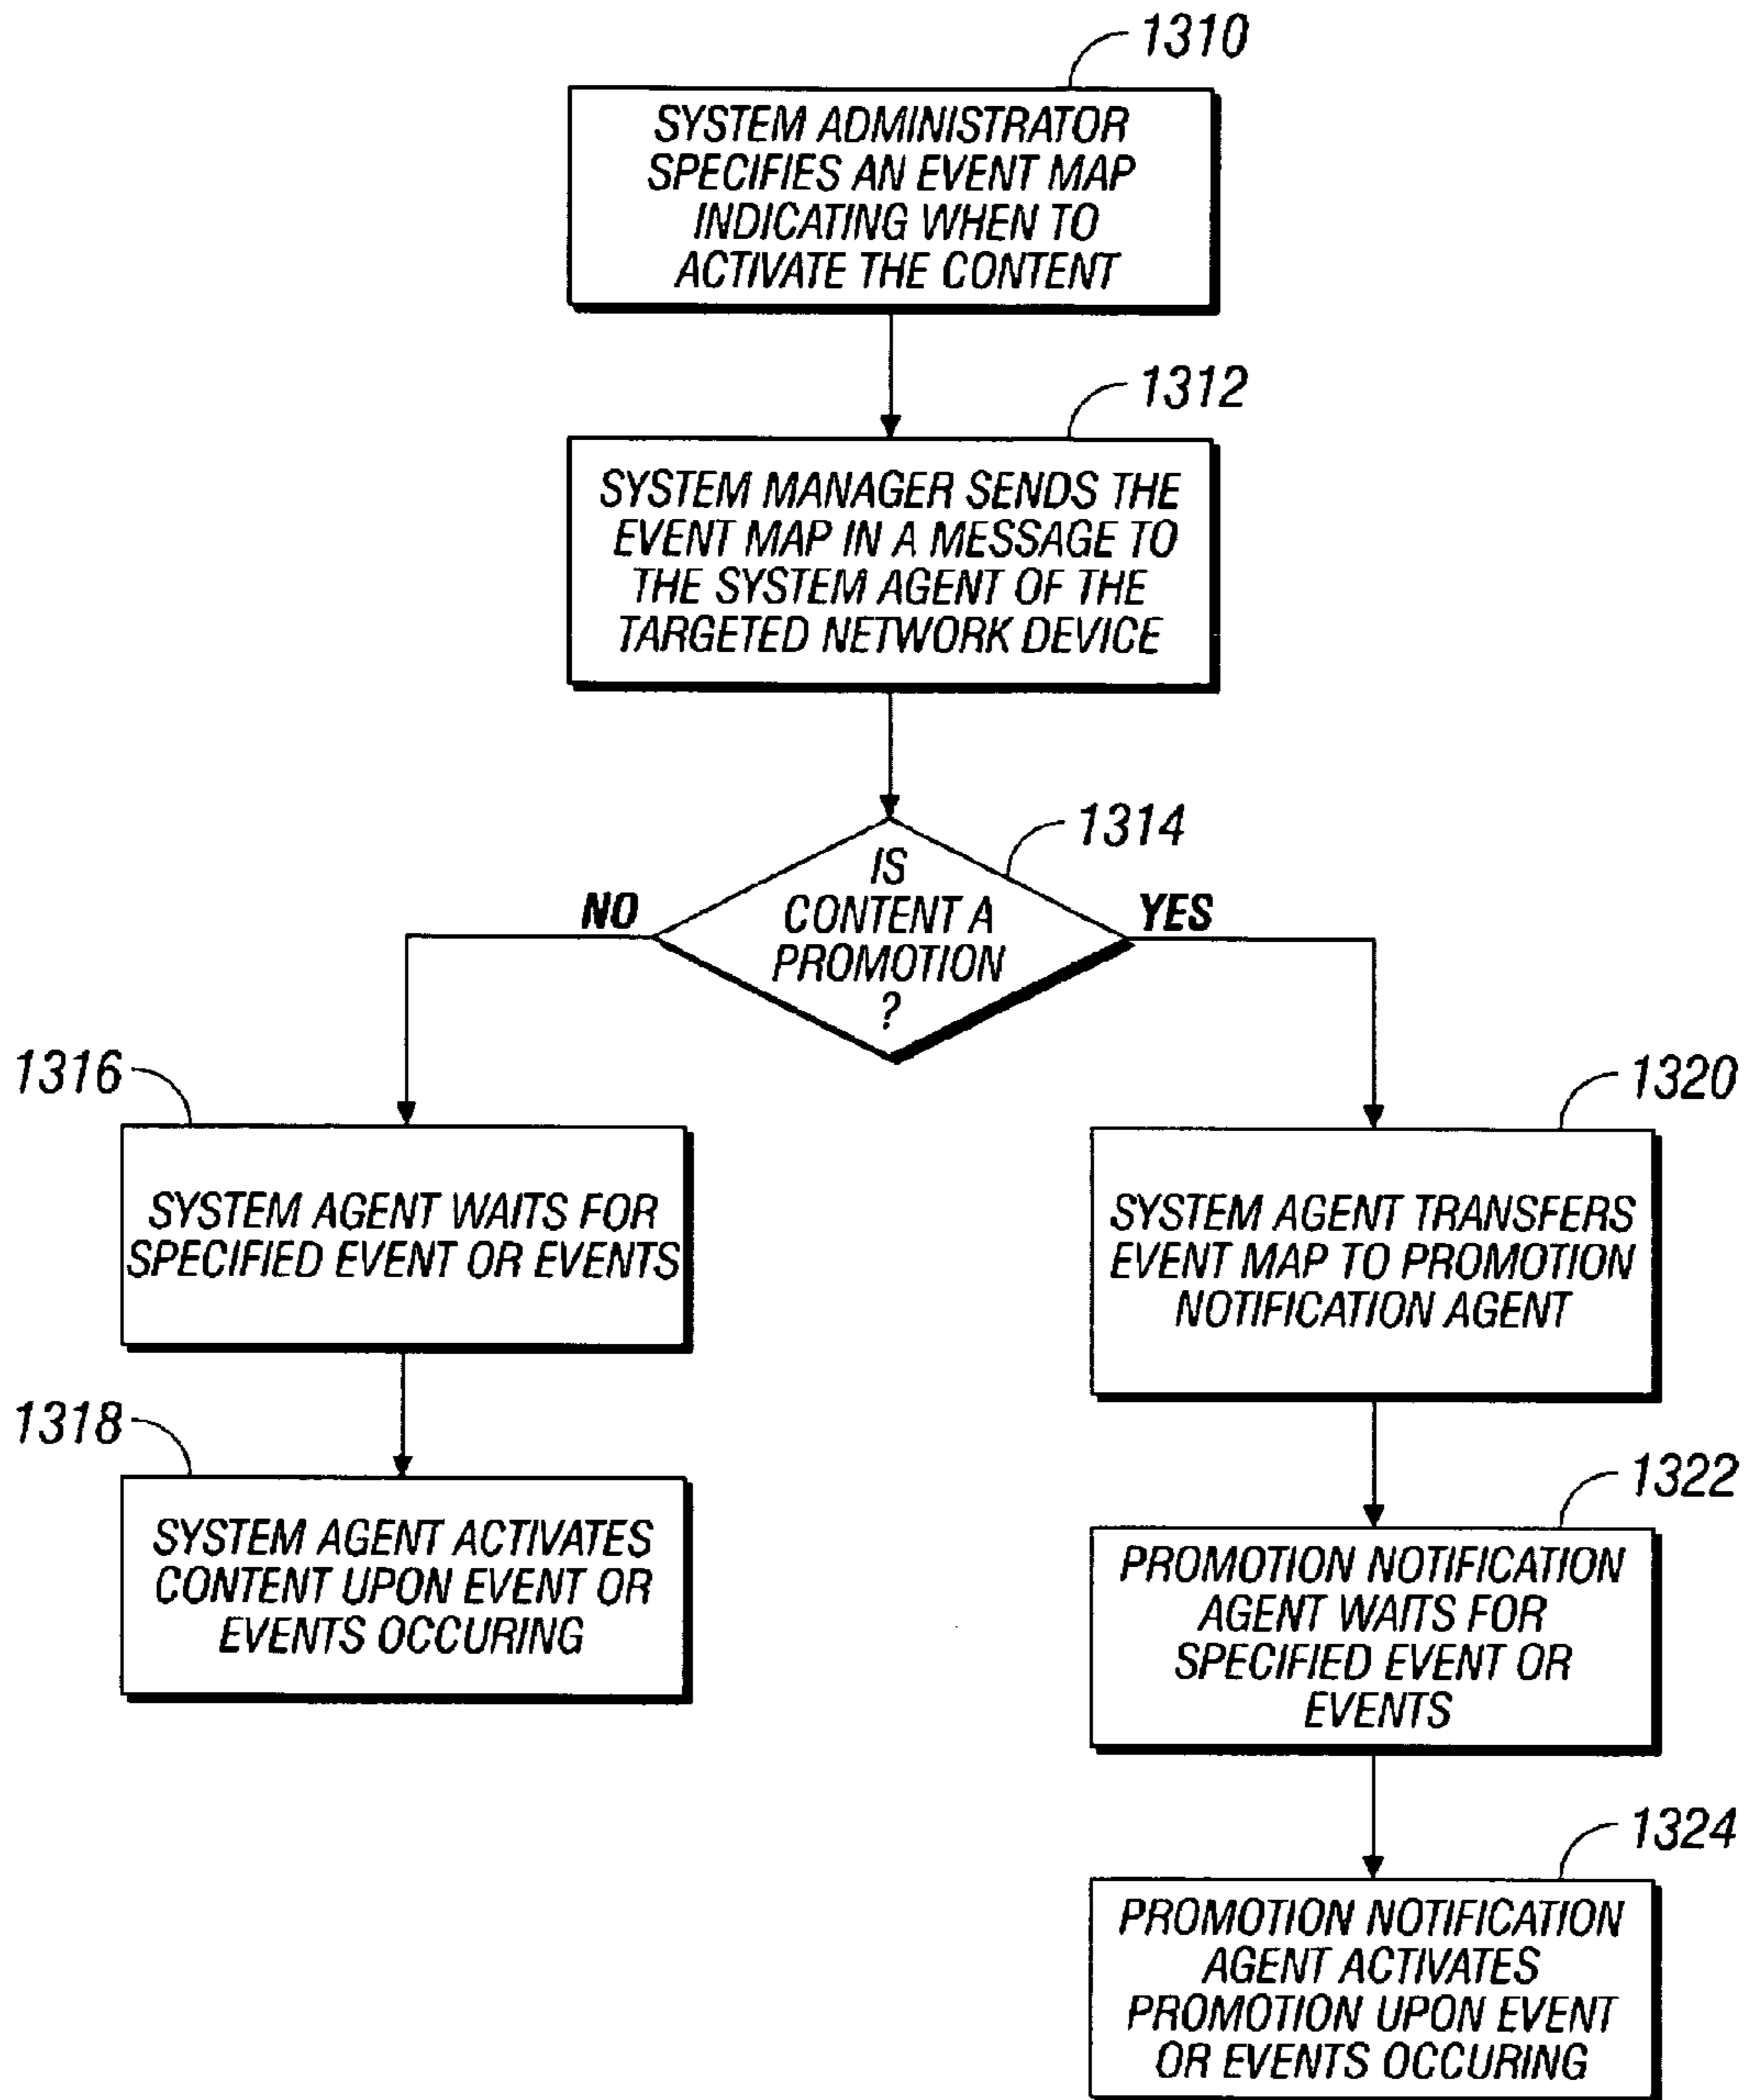 1310
SYSTEM ADMINISTRATOR
SPECIFIES AN EVENT MAP
INDICATING WHEN TO
ACTIVATE THE CONTENT
1312
SYSTEM MANAGER SENDS THE
EVENT MAP IN A MESSAGE TO
THE SYSTEM AGENT OF THE
TARGETED NETWORK DEVICE
1314
IS
CONTENT A
PROMOTION
?
NO
YES
1316
SYSTEM AGENT WAITS FOR
SPECIFIED EVENT OR EVENTS
1318
SYSTEM AGENT ACTIVATES
CONTENT UPON EVENT OR
EVENTS OCCURING
1320
SYSTEM AGENT TRANSFERS
EVENT MAP TO PROMOTION
NOTIFICATION AGENT
1322
PROMOTION NOTIFICATION
AGENT WAITS FOR
SPECIFIED EVENT OR
EVENTS
1324
PROMOTION NOTIFICATION
AGENT ACTIVATES
PROMOTION UPON EVENT
OR EVENTS OCCURING